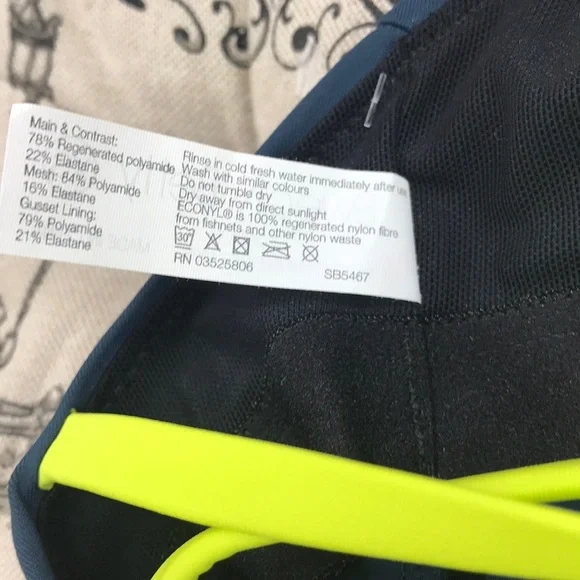 Main & Contrast:
78% Regenerated polyamide
22% Elastane
Mesh: 84% Polyamide
16% Elastane
Gusset Lining:
79% Polyamide
21% Elastane
Rinse in cold fresh water immediately after use
Wash with similar colours
Do not tumble dry
Dry away from direct sunlight
ECONYL® is 100% regenerated nylon fibre
from fishnets and other nylon waste
30°
RN 03525806
SB5467